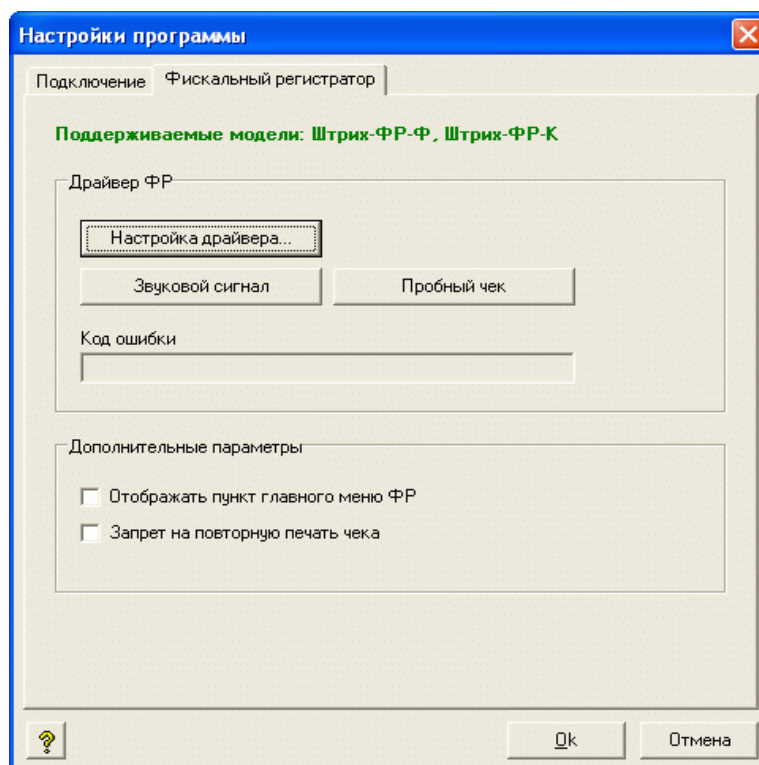 Настройки программы
Подключение Фискальный регистратор
Поддерживаемые модели: Штрих-ФР-Ф, Штрих-ФР-К
Драйвер ФР
Настройка драйвера...
Звуковой сигнал Пробный чек
Код ошибки
Дополнительные параметры
Отображать пункт главного меню ФР
Запрет на повторную печать чека
? Ok Отмена